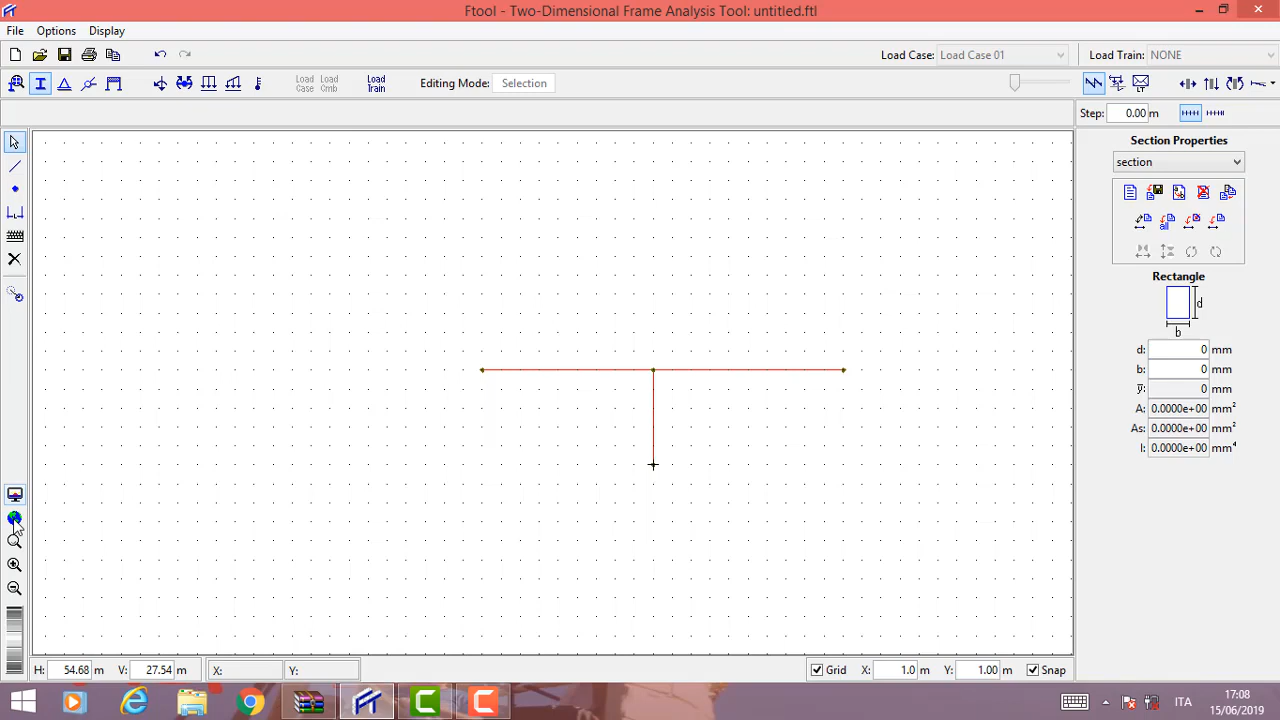 Ftool - Two-Dimensional Frame Analysis Tool: untitled.ftl
File Options Display
Load Case: Load Case 01 Load Train: NONE
Load Case Load Cmb Load Train Editing Mode: Selection
Step: 0.00 m
Section Properties
section
Rectangle
d
b
d: 0 mm
b: 0 mm
y: 0 mm
A: 0.0000e+00 mm²
As: 0.0000e+00 mm²
I: 0.0000e+00 mm⁴
H: 54.68 m V: 27.54 m X: Y: Grid X: 1.0 m Y: 1.00 m Snap
ITA 17:08
15/06/2019